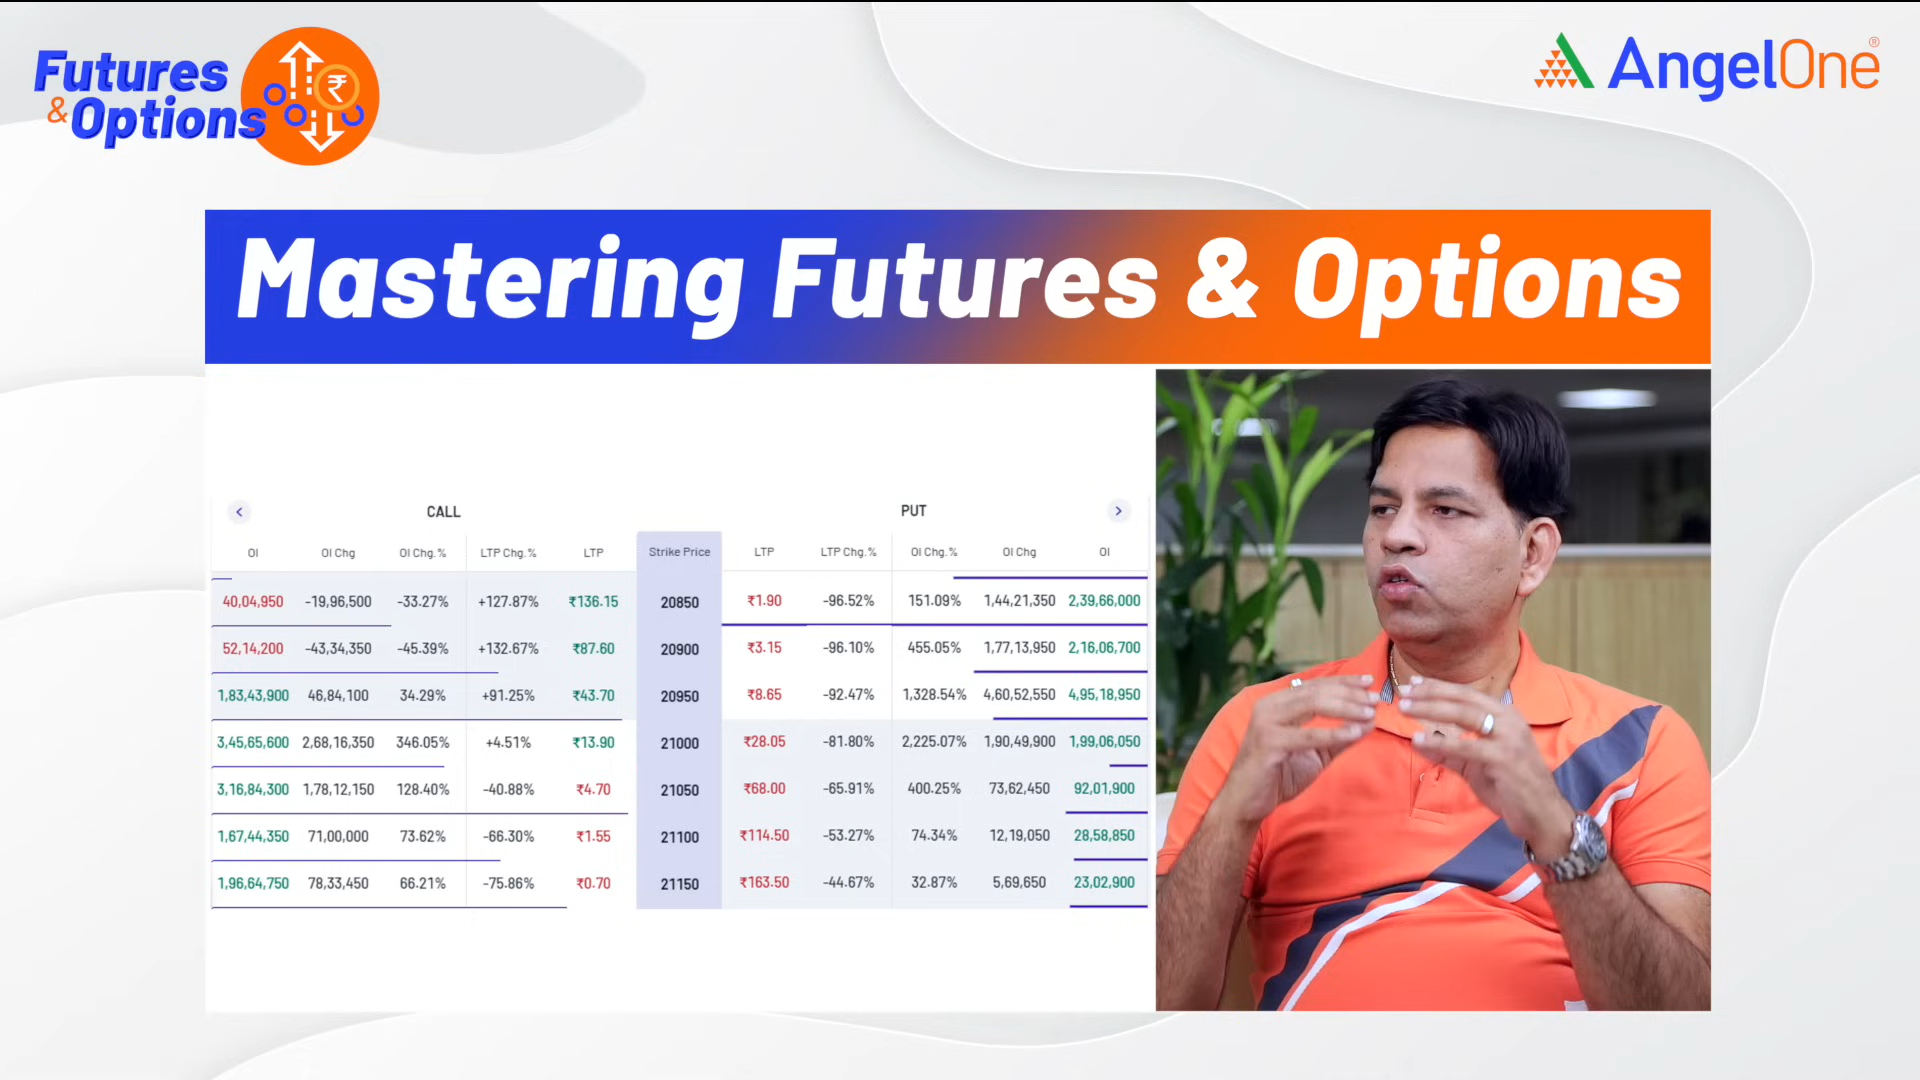 Futures
& Options
₹
AngelOne®
Mastering Futures & Options
CALL PUT
OI OI Chg OI Chg.% LTP Chg.% LTP Strike Price LTP LTP Chg.% OI Chg.% OI Chg OI
40,04,950 -19,96,500 -33.27% +127.87% ₹136.15 20850 ₹1.90 -96.52% 151.09% 1,44,21,350 2,39,66,000
52,14,200 -43,34,350 -45.39% +132.67% ₹87.60 20900 ₹3.15 -96.10% 455.05% 1,77,13,950 2,16,06,700
1,83,43,900 46,84,100 34.29% +91.25% ₹43.70 20950 ₹8.65 -92.47% 1,328.54% 4,60,52,550 4,95,18,950
3,45,65,600 2,68,16,350 346.05% +4.51% ₹13.90 21000 ₹28.05 -81.80% 2,225.07% 1,90,49,900 1,99,06,050
3,16,84,300 1,78,12,150 128.40% -40.88% ₹4.70 21050 ₹68.00 -65.91% 400.25% 73,62,450 92,01,900
1,67,44,350 71,00,000 73.62% -66.30% ₹1.55 21100 ₹114.50 -53.27% 74.34% 12,19,050 28,58,850
1,96,64,750 78,33,450 66.21% -75.86% ₹0.70 21150 ₹163.50 -44.67% 32.87% 5,69,650 23,02,900